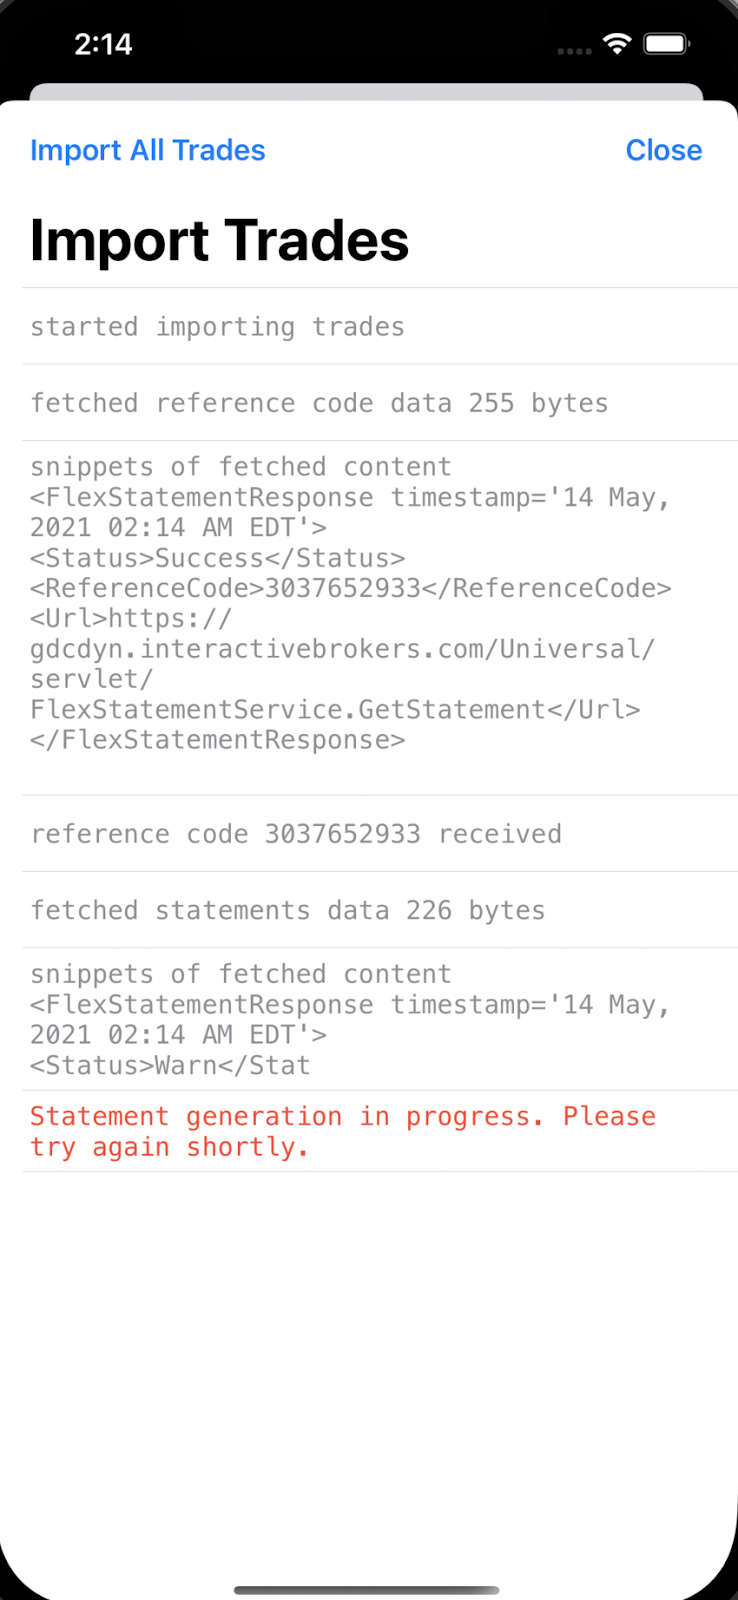 2:14
Import All Trades
Close
Import Trades
started importing trades
fetched reference code data 255 bytes
snippets of fetched content
<FlexStatementResponse timestamp='14 May,
2021 02:14 AM EDT'>
<Status>Success</Status>
<ReferenceCode>3037652933</ReferenceCode>
<Url>https://
gdcdyn.interactivebrokers.com/Universal/
servlet/
FlexStatementService.GetStatement</Url>
</FlexStatementResponse>
reference code 3037652933 received
fetched statements data 226 bytes
snippets of fetched content
<FlexStatementResponse timestamp='14 May,
2021 02:14 AM EDT'>
<Status>Warn</Stat
Statement generation in progress. Please
try again shortly.